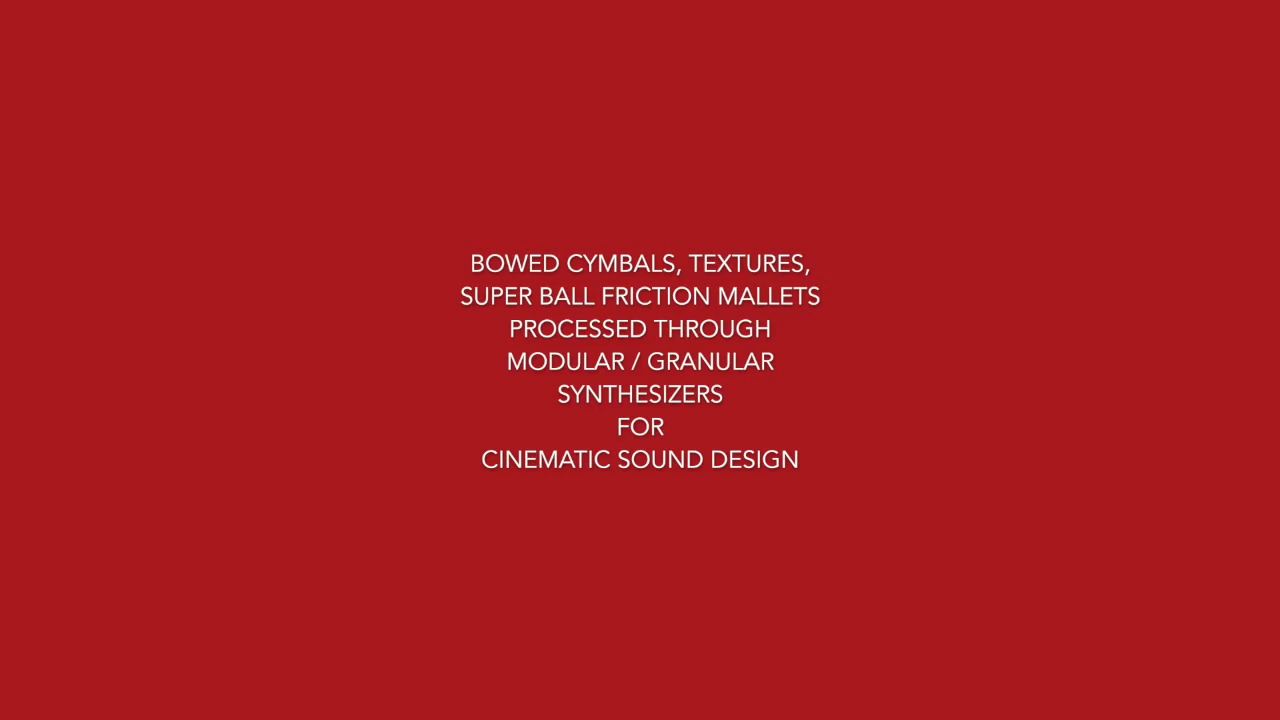 BOWED CYMBALS, TEXTURES,
SUPER BALL FRICTION MALLETS
PROCESSED THROUGH
MODULAR / GRANULAR
SYNTHESIZERS
FOR
CINEMATIC SOUND DESIGN